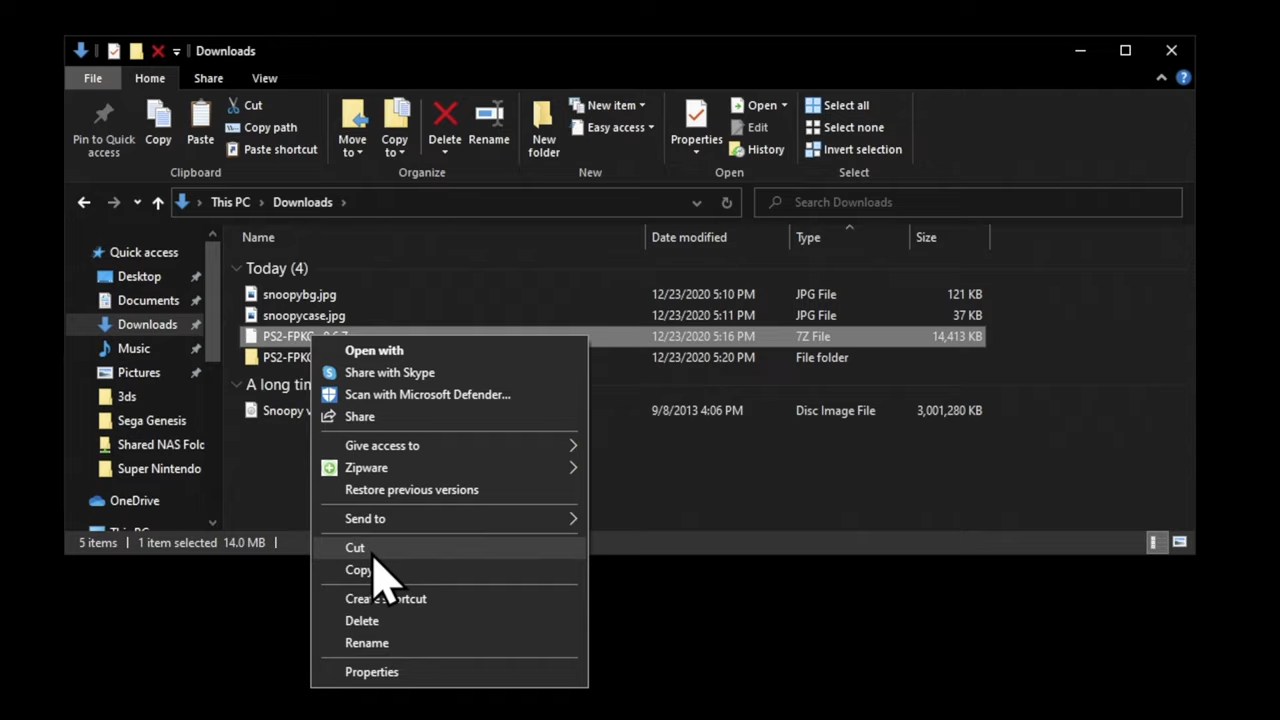 Downloads
File Home Share View
Pin to Quick access
Copy
Paste
Cut
Copy path
Paste shortcut
Clipboard
Move to
Copy to
Delete
Rename
Organize
New folder
New item
Easy access
New
Properties
Open
Edit
History
Open
Select all
Select none
Invert selection
Select
This PC Downloads
Search Downloads
Name Date modified Type Size
Quick access
Desktop
Documents
Downloads
Music
Pictures
3ds
Sega Genesis
Shared NAS Folc
Super Nintendo
OneDrive
Today (4)
snoopybg.jpg 12/23/2020 5:10 PM JPG File 121 KB
snoopycase.jpg 12/23/2020 5:11 PM JPG File 37 KB
PS2-FPKG 12/23/2020 5:16 PM 7Z File 14,413 KB
PS2-FPKG 12/23/2020 5:20 PM File folder
A long tim
Snoopy v 9/8/2013 4:06 PM Disc Image File 3,001,280 KB
Open with
Share with Skype
Scan with Microsoft Defender...
Share
Give access to
Zipware
Restore previous versions
Send to
Cut
Copy
Create shortcut
Delete
Rename
Properties
5 items 1 item selected 14.0 MB